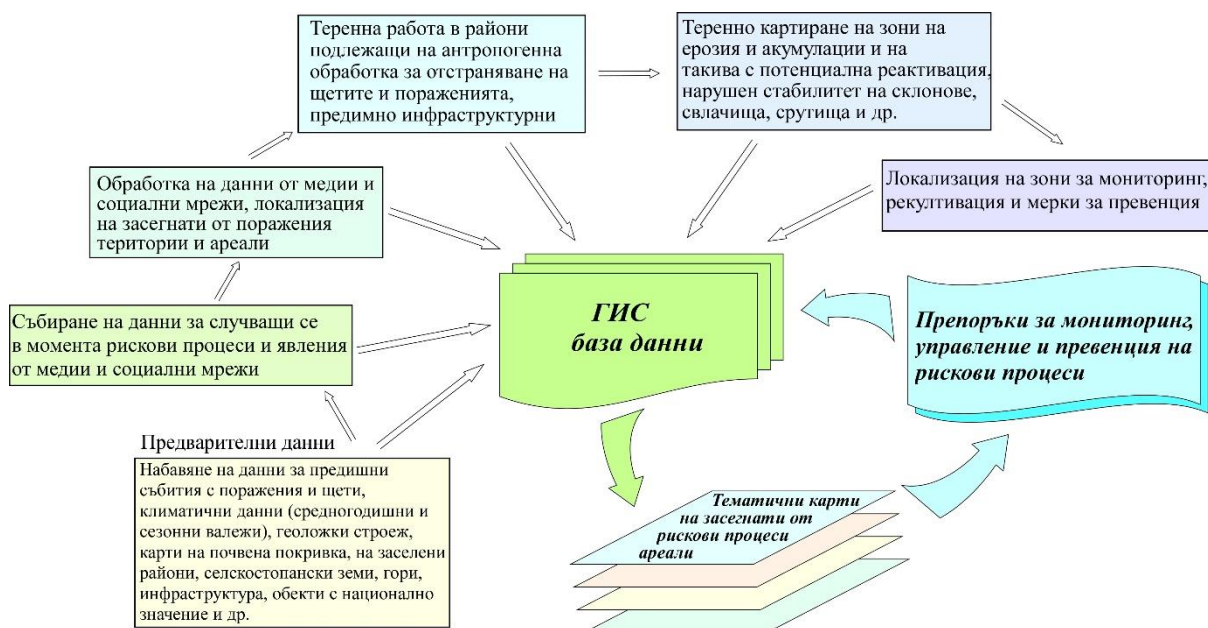 Теренна работа в райони
подлежащи на антропогенна
обработка за отстраняване на
щетите и пораженията,
предимно инфраструктурни
Теренно картиране на зони на
ерозия и акумулации и на
такива с потенциална реактивация,
нарушен стабилитет на склонове,
свлачища, срутища и др.
Обработка на данни от медии и
социални мрежи, локализация
на засегнати от поражения
територии и ареали
Локализация на зони за мониторинг,
рекултивация и мерки за превенция
Събиране на данни за случващи се
в момента рискови процеси и явления
от медии и социални мрежи
ГИС
база данни
Препоръки за мониторинг,
управление и превенция на
рискови процеси
Предварителни данни
Набавяне на данни за предишни
събития с поражения и щети,
климатични данни (средногодишни и
сезонни валежи), геоложки строеж,
карти на почвена покривка, на заселени
райони, селскостопански земи, гори,
инфраструктура, обекти с национално
значение и др.
Тематични карти
на засегнати от
рискови процеси
ареали